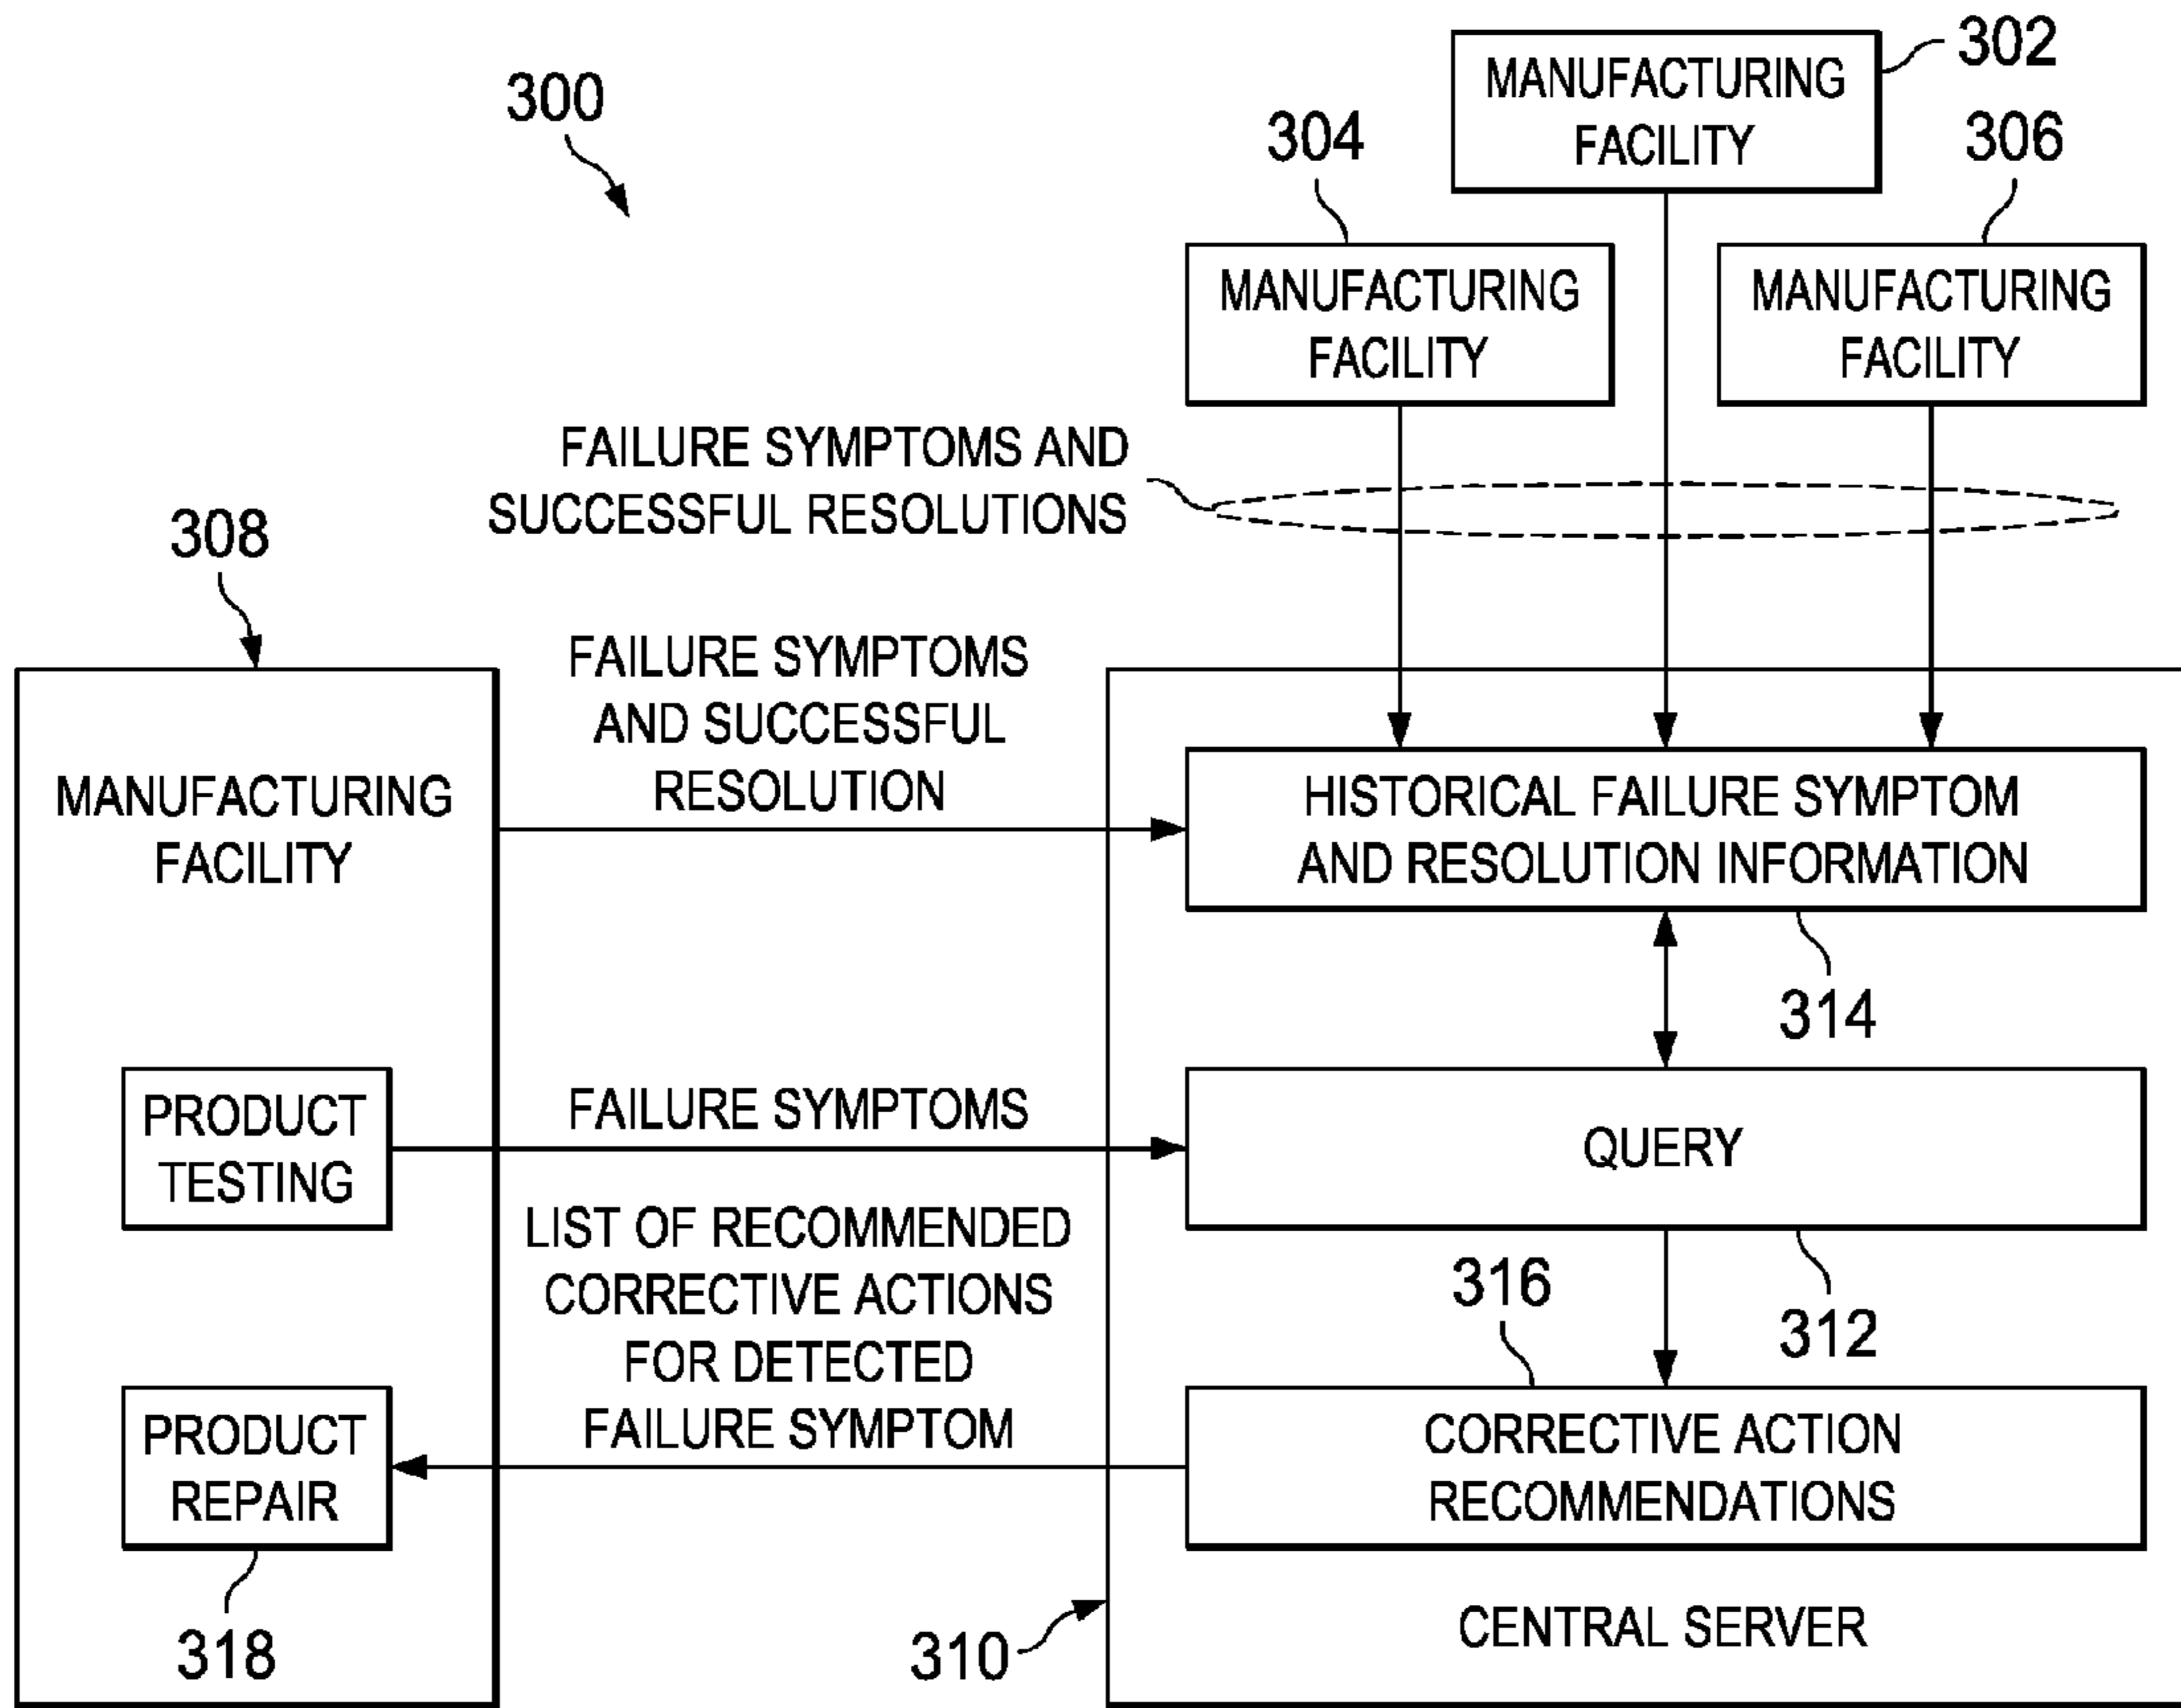 300
302
MANUFACTURING
FACILITY
304
306
MANUFACTURING
FACILITY
MANUFACTURING
FACILITY
FAILURE SYMPTOMS AND
SUCCESSFUL RESOLUTIONS
308
MANUFACTURING
FACILITY
FAILURE SYMPTOMS
AND SUCCESSFUL
RESOLUTION
HISTORICAL FAILURE SYMPTOM
AND RESOLUTION INFORMATION
314
PRODUCT
TESTING
FAILURE SYMPTOMS
QUERY
312
LIST OF RECOMMENDED
CORRECTIVE ACTIONS
FOR DETECTED
FAILURE SYMPTOM
316
PRODUCT
REPAIR
318
CORRECTIVE ACTION
RECOMMENDATIONS
310
CENTRAL SERVER